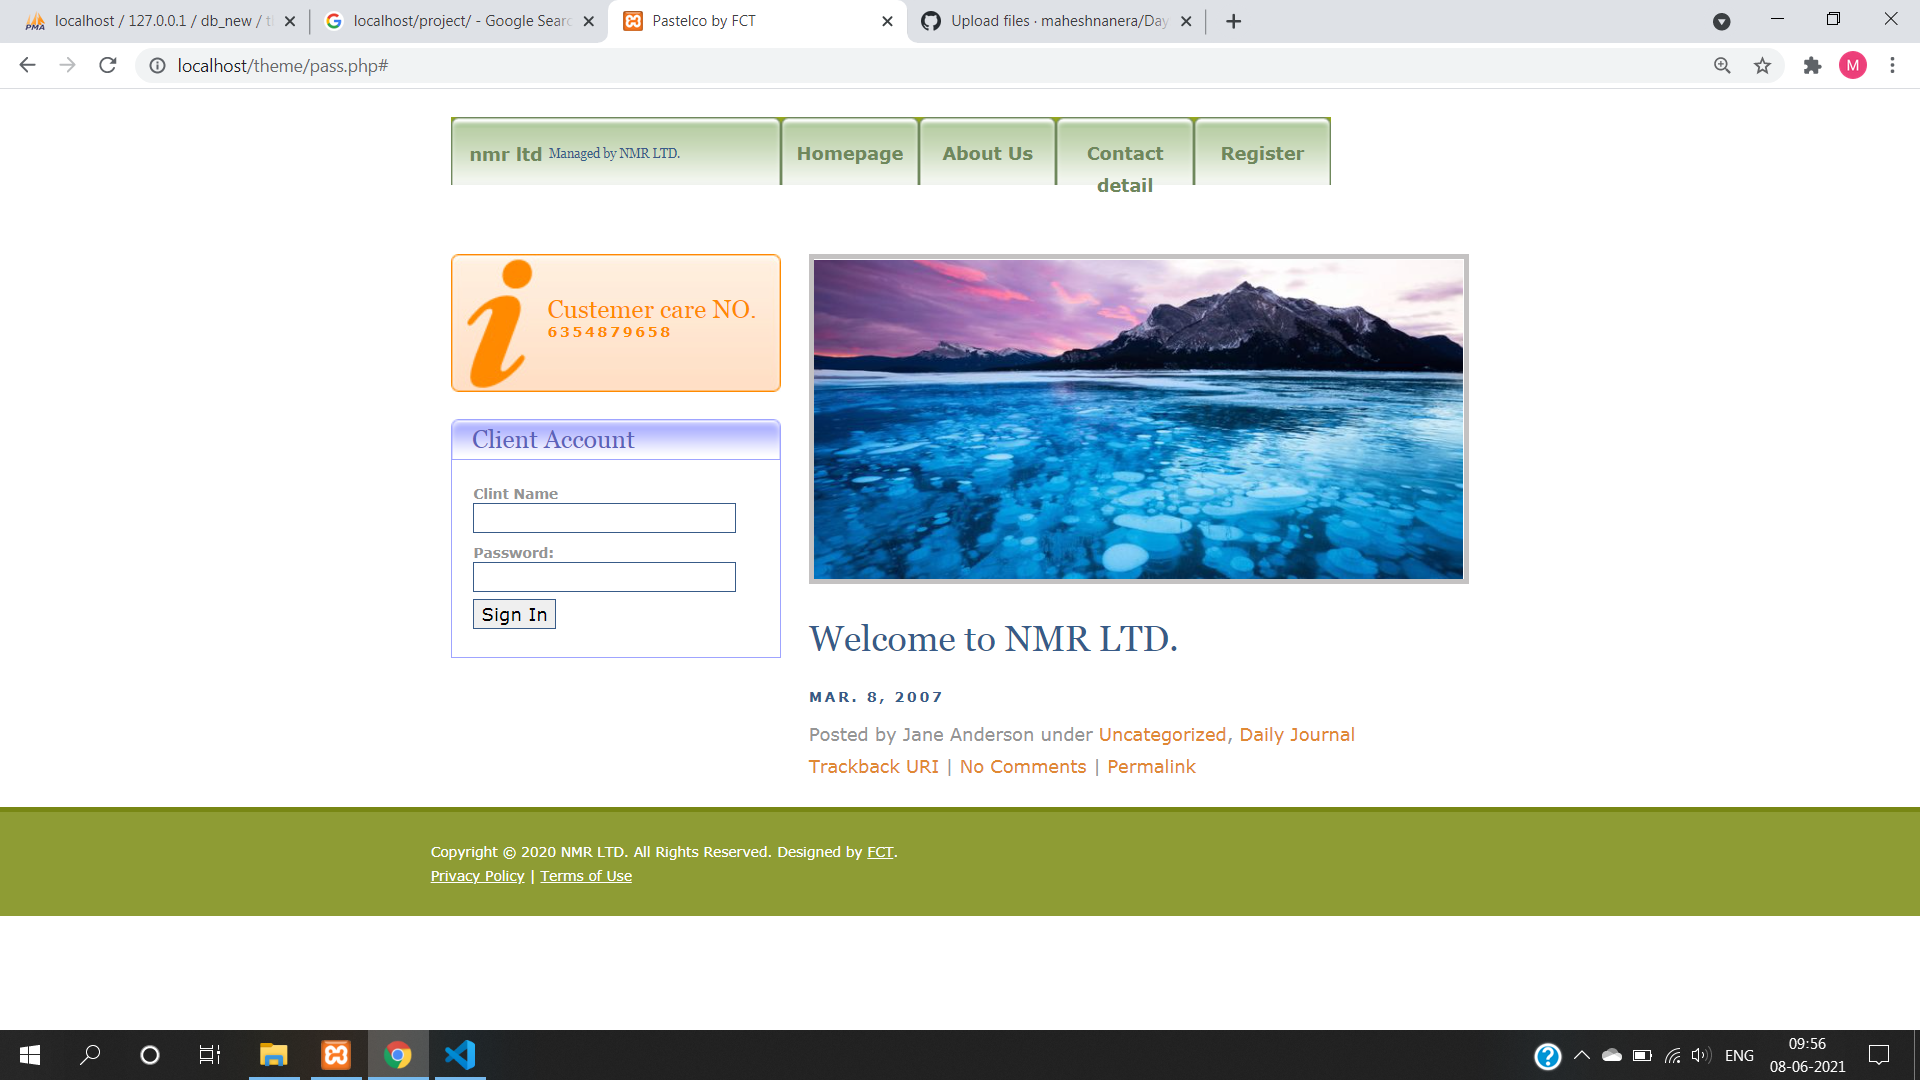 localhost / 127.0.0.1 / db_new / t
localhost/project/ - Google Searc
Pastelco by FCT
Upload files · maheshnanera/Day
localhost/theme/pass.php#
M
nmr ltd Managed by NMR LTD.
Homepage
About Us
Contact
detail
Register
i
Custemer care NO.
6354879658
Client Account
Clint Name
Password:
Sign In
Welcome to NMR LTD.
MAR. 8, 2007
Posted by Jane Anderson under Uncategorized, Daily Journal
Trackback URI | No Comments | Permalink
Copyright © 2020 NMR LTD. All Rights Reserved. Designed by FCT.
Privacy Policy | Terms of Use
ENG
09:56
08-06-2021